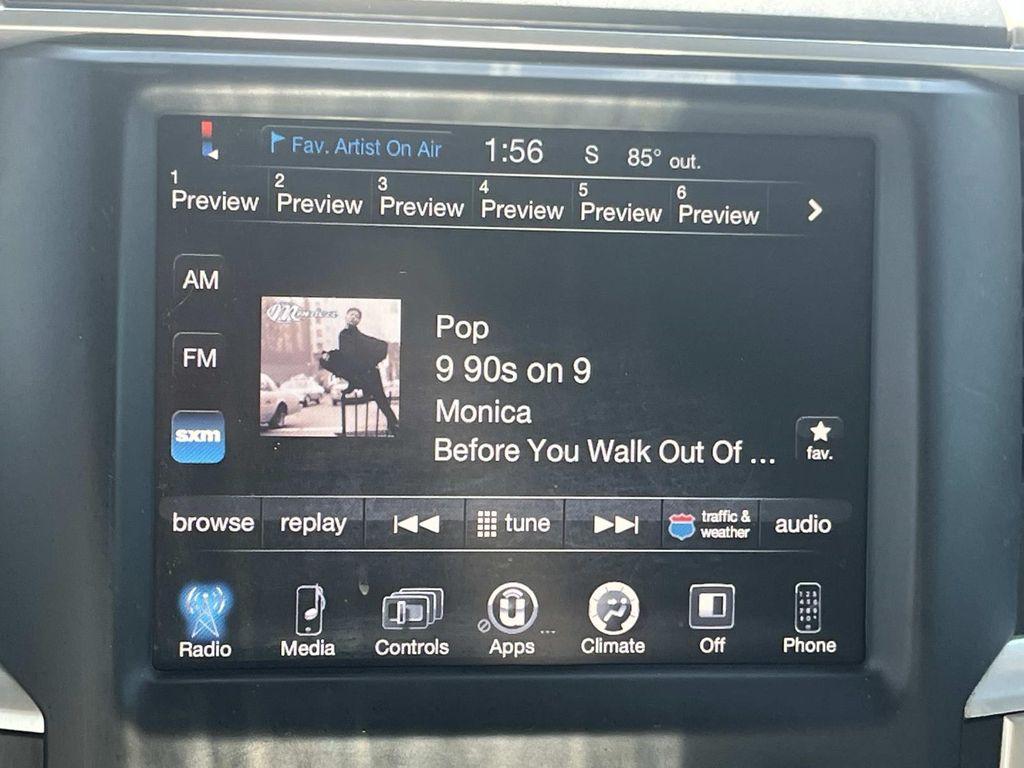 Fav. Artist On Air 1:56 S 85° out.
1 2 3 4 5 6
Preview Preview Preview Preview Preview Preview
AM
Monica
Pop
FM
9 90s on 9
Monica
sxm
Before You Walk Out Of ...
fav.
browse replay tune traffic & weather audio
Radio Media Controls Apps Climate Off Phone